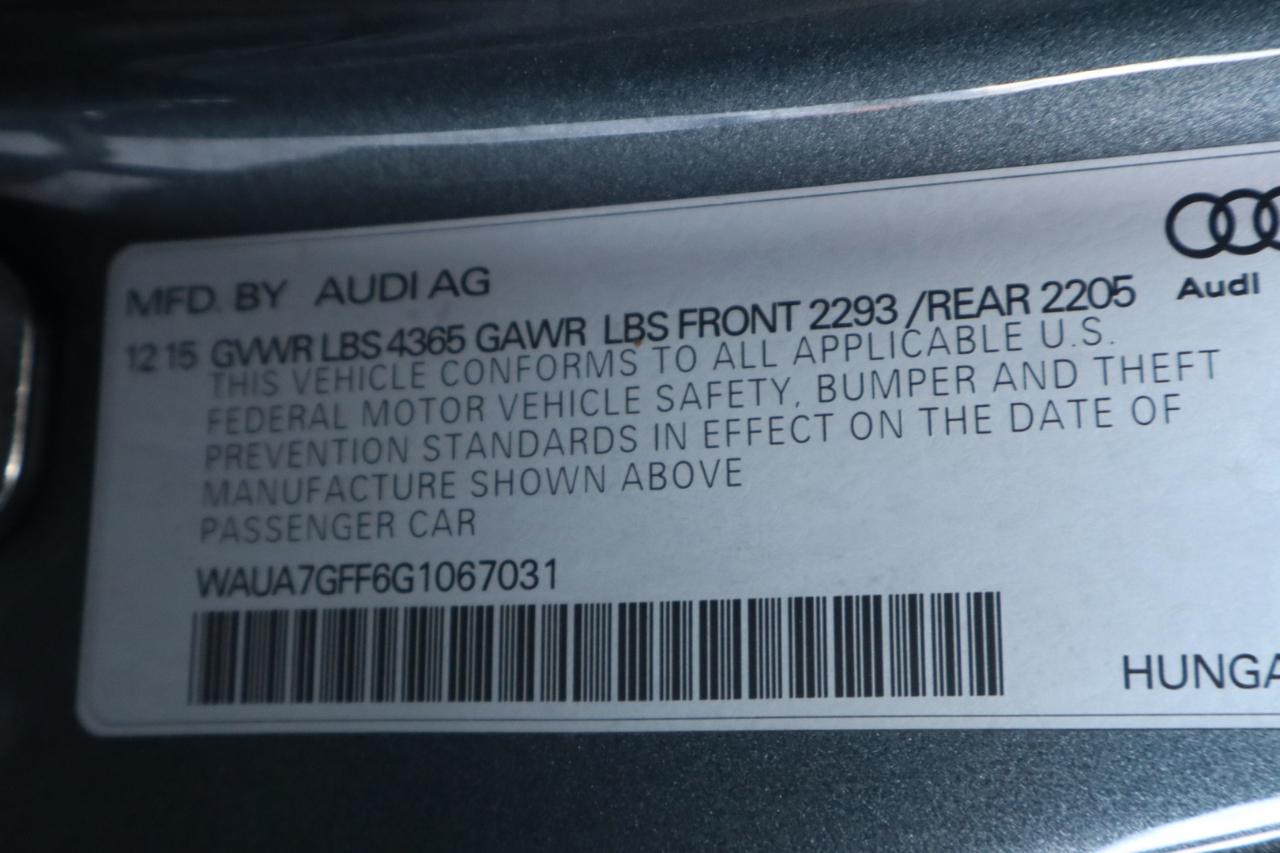 MFD. BY AUDI AG
Audi
12 15 GVWR LBS 4365 GAWR LBS FRONT 2293 /REAR 2205
THIS VEHICLE CONFORMS TO ALL APPLICABLE U.S.
FEDERAL MOTOR VEHICLE SAFETY, BUMPER AND THEFT
PREVENTION STANDARDS IN EFFECT ON THE DATE OF
MANUFACTURE SHOWN ABOVE
PASSENGER CAR
WAUA7GFF6G1067031
HUNGA